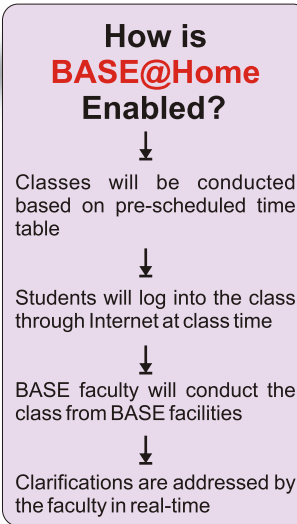 How is
BASE@Home
Enabled?
Classes will be conducted
based on pre-scheduled time
table
Students will log into the class
through Internet at class time
BASE faculty will conduct the
class from BASE facilities
Clarifications are addressed by
the faculty in real-time